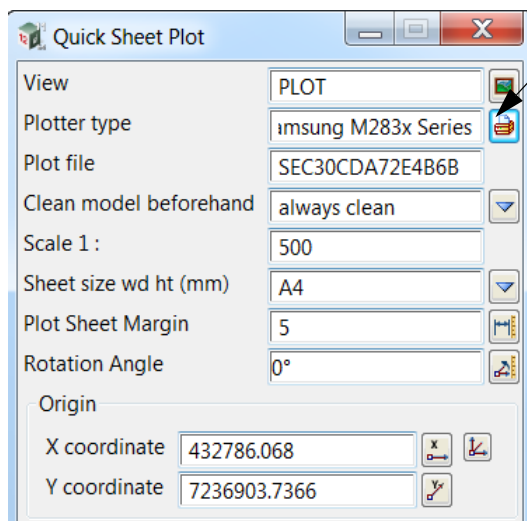 Quick Sheet Plot
View PLOT
Plotter type amsung M283x Series
Plot file SEC30CDA72E4B6B
Clean model beforehand always clean
Scale 1 : 500
Sheet size wd ht (mm) A4
Plot Sheet Margin 5
Rotation Angle 0°
Origin
X coordinate 432786.068
Y coordinate 7236903.7366